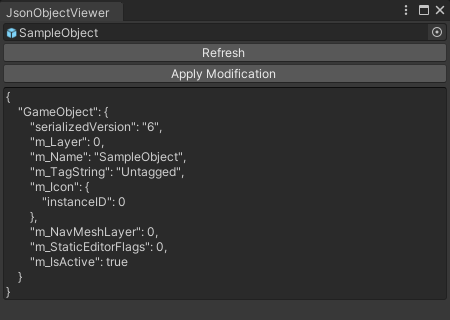 JsonObjectViewer
SampleObject
Refresh
Apply Modification
{
"GameObject": {
"serializedVersion": "6",
"m_Layer": 0,
"m_Name": "SampleObject",
"m_TagString": "Untagged",
"m_Icon": {
"instanceID": 0
},
"m_NavMeshLayer": 0,
"m_StaticEditorFlags": 0,
"m_IsActive": true
}
}